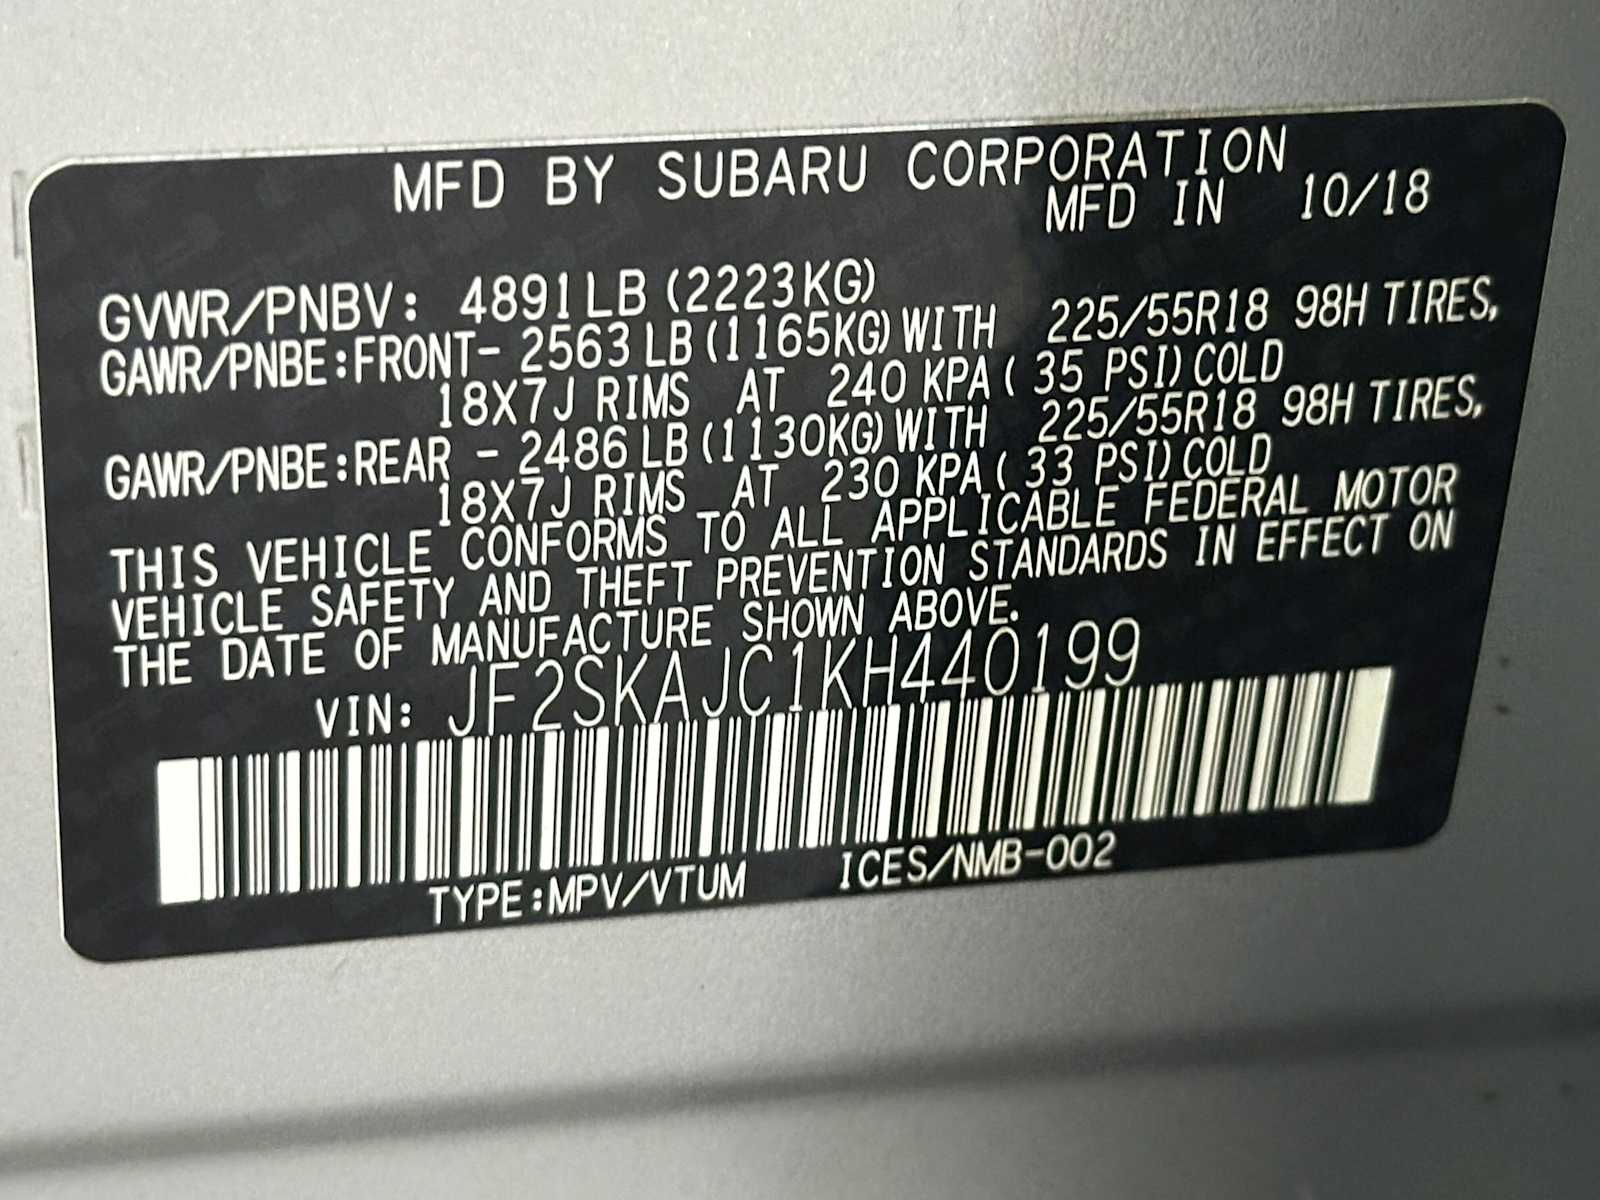 MFD BY SUBARU CORPORATION
MFD IN 10/18
GVWR/PNBV: 4891LB (2223KG)
GAWR/PNBE:FRONT- 2563 LB (1165KG) WITH 225/55R18 98H TIRES,
18X7J RIMS AT 240 KPA ( 35 PSI) COLD
GAWR/PNBE:REAR - 2486 LB (1130KG) WITH 225/55R18 98H TIRES,
18X7J RIMS AT 230 KPA ( 33 PSI) COLD
THIS VEHICLE CONFORMS TO ALL APPLICABLE FEDERAL MOTOR
VEHICLE SAFETY AND THEFT PREVENTION STANDARDS IN EFFECT ON
THE DATE OF MANUFACTURE SHOWN ABOVE.
VIN: JF2SKAJC1KH440199
TYPE:MPV/VTUM ICES/NMB-002